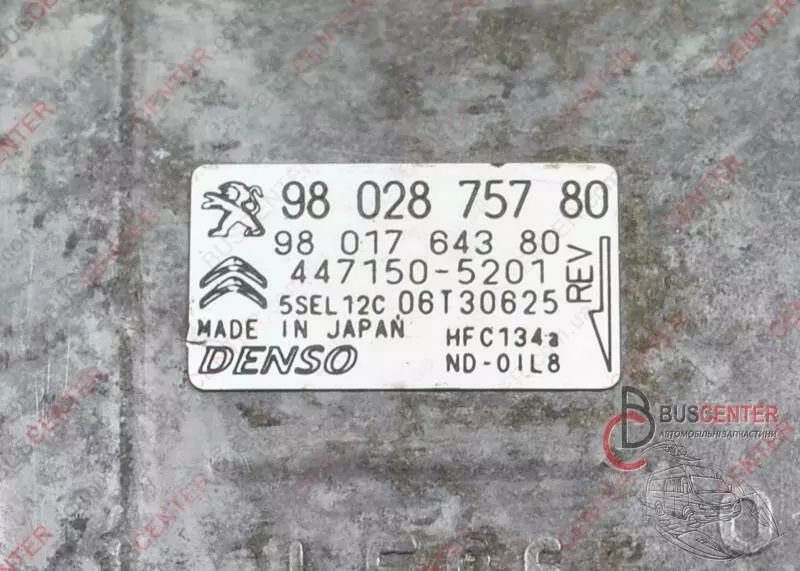 98 028 757 80
98 017 643 80
447150-5201
5SEL12C 06T30625
REV
MADE IN JAPAN
HFC134a
DENSO
ND-OIL8
BUSCENTER
АВТОМОБІЛЬНІ ЗАПЧАСТИНИ